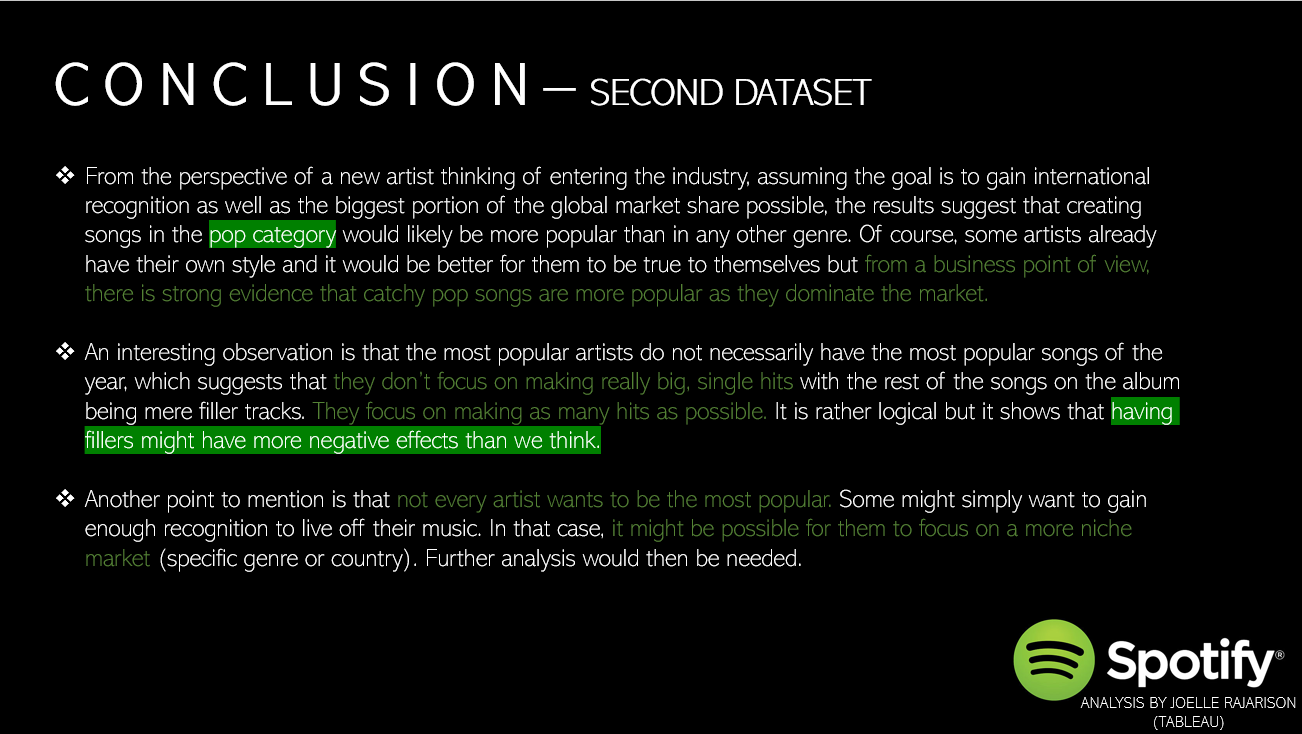 CONCLUSION – SECOND DATASET
❖ From the perspective of a new artist thinking of entering the industry, assuming the goal is to gain international
recognition as well as the biggest portion of the global market share possible, the results suggest that creating
songs in the pop category would likely be more popular than in any other genre. Of course, some artists already
have their own style and it would be better for them to be true to themselves but from a business point of view,
there is strong evidence that catchy pop songs are more popular as they dominate the market.
❖ An interesting observation is that the most popular artists do not necessarily have the most popular songs of the
year, which suggests that they don't focus on making really big, single hits with the rest of the songs on the album
being mere filler tracks. They focus on making as many hits as possible. It is rather logical but it shows that having
fillers might have more negative effects than we think.
❖ Another point to mention is that not every artist wants to be the most popular. Some might simply want to gain
enough recognition to live off their music. In that case, it might be possible for them to focus on a more niche
market (specific genre or country). Further analysis would then be needed.
Spotify®
ANALYSIS BY JOELLE RAJARISON
(TABLEAU)